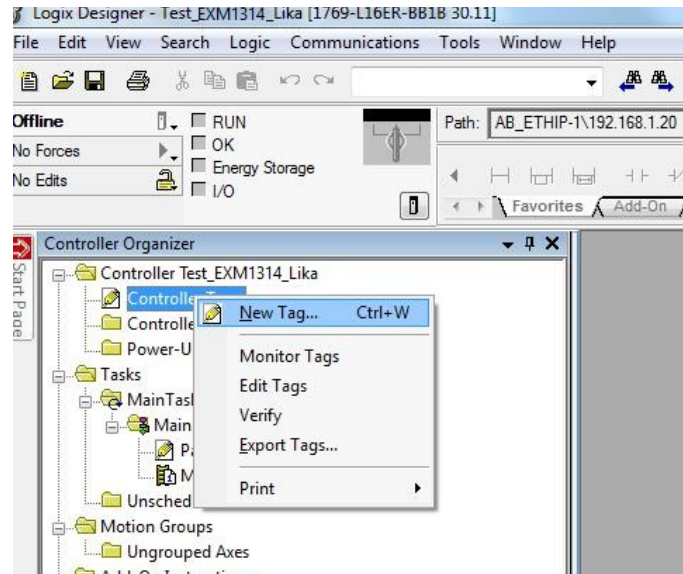 Logix Designer - Test_EXM1314_Lika [1769-L16ER-BB1B 30.11]
File Edit View Search Logic Communications Tools Window Help
Offline
RUN
Path: AB_ETHIP-1\192.168.1.20
No Forces
OK
Energy Storage
No Edits
I/O
Favorites Add-On
Start Page
Controller Organizer
Controller Test_EXM1314_Lika
New Tag... Ctrl+W
Power-U
Monitor Tags
Tasks
Edit Tags
MainTas
Verify
Main
Export Tags...
Print
Unsched
Motion Groups
Ungrouped Axes